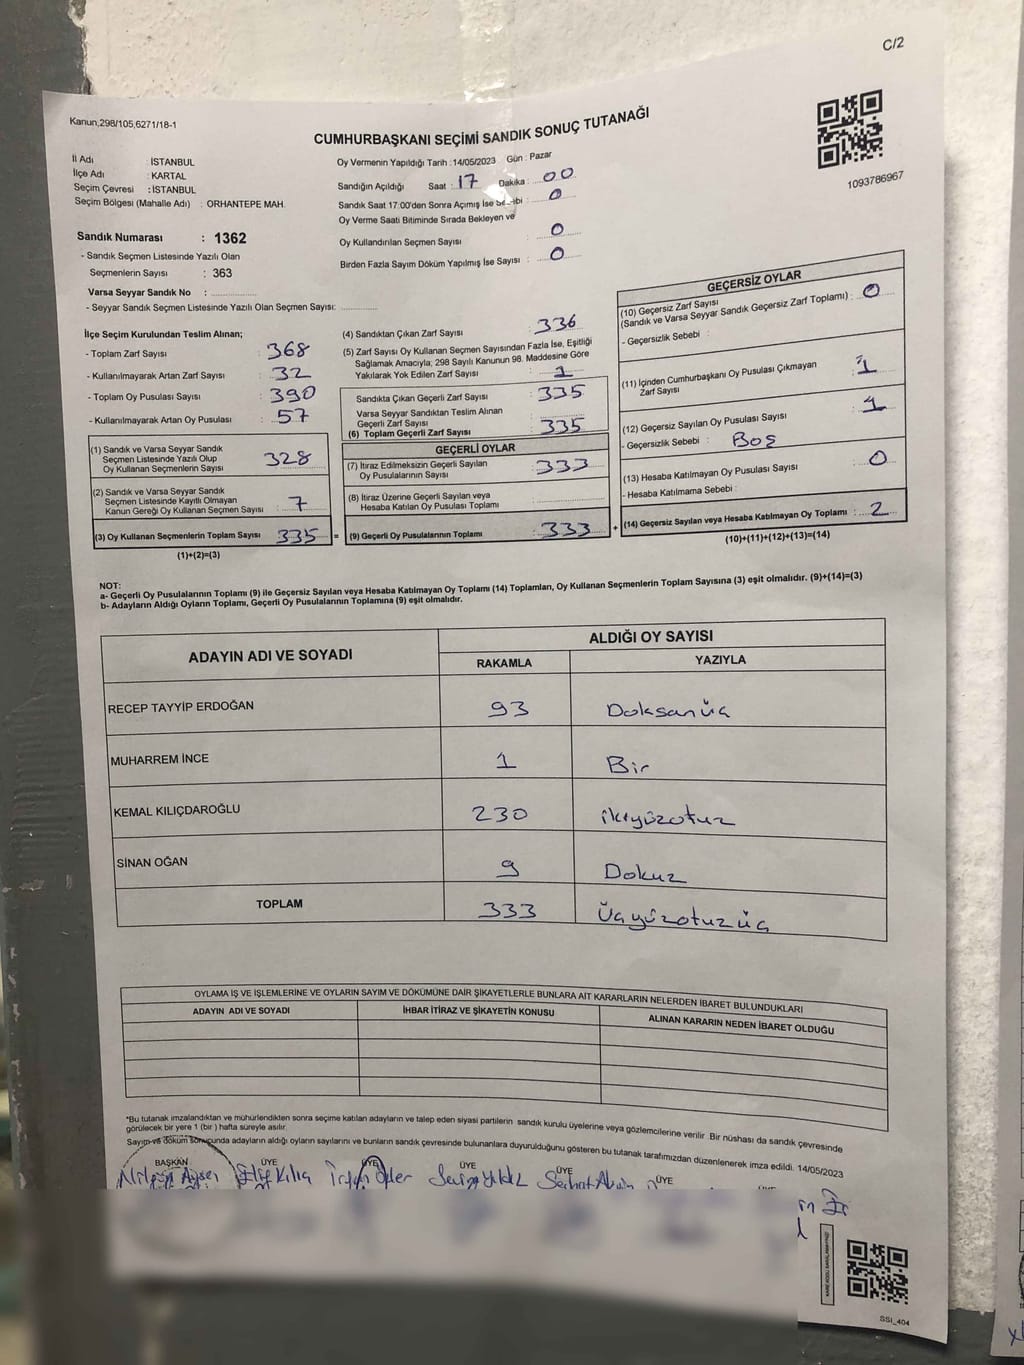 C/2
Kanun,298/105,6271/18-1
CUMHURBAŞKANI SEÇİMİ SANDIK SONUÇ TUTANAĞI
1093786967
İl Adı : İSTANBUL
İlçe Adı : KARTAL
Seçim Çevresi : İSTANBUL
Seçim Bölgesi (Mahalle Adı) : ORHANTEPE MAH.
Oy Vermenin Yapıldığı Tarih : 14/05/2023 Gün : Pazar
Sandığın Açıldığı Saat : 17 Dakika : 00
Sandık Saat 17:00'den Sonra Açmış İse Sebebi : 0
Oy Verme Saati Bitiminde Sırada Bekleyen ve
Oy Kullandırılan Seçmen Sayısı : 0
Birden Fazla Sayım Döküm Yapılmış İse Sayısı : 0
Sandık Numarası : 1362
- Sandık Seçmen Listesinde Yazılı Olan
Seçmenlerin Sayısı : 363
Varsa Seyyar Sandık No :
- Seyyar Sandık Seçmen Listesinde Yazılı Olan Seçmen Sayısı:
İlçe Seçim Kurulundan Teslim Alınan;
- Toplam Zarf Sayısı : 368
- Kullanılmayarak Artan Zarf Sayısı : 32
- Toplam Oy Pusulası Sayısı : 390
- Kullanılmayarak Artan Oy Pusulası : 57
(1) Sandık ve Varsa Seyyar Sandık
Seçmen Listesinde Yazılı Olup
Oy Kullanan Seçmenlerin Sayısı : 328
(2) Sandık ve Varsa Seyyar Sandık
Seçmen Listesinde Kayıtlı Olmayan
Kanun Gereği Oy Kullanan Seçmen Sayısı : 7
(3) Oy Kullanan Seçmenlerin Toplam Sayısı : 335
(1)+(2)=(3)
(4) Sandıktan Çıkan Zarf Sayısı : 336
(5) Zarf Sayısı Oy Kullanan Seçmen Sayısından Fazla İse, Eşitliği
Sağlamak Amacıyla; 298 Sayılı Kanunun 98. Maddesine Göre
Yakılarak Yok Edilen Zarf Sayısı : 1
Sandıkta Çıkan Geçerli Zarf Sayısı : 335
Varsa Seyyar Sandıktan Teslim Alınan
Geçerli Zarf Sayısı :
(6) Toplam Geçerli Zarf Sayısı : 335
GEÇERLİ OYLAR
(7) İtiraz Edilmeksizin Geçerli Sayılan
Oy Pusulalarının Sayısı : 333
(8) İtiraz Üzerine Geçerli Sayılan veya
Hesaba Katılan Oy Pusulası Toplamı :
= (9) Geçerli Oy Pusulalarının Toplamı : 333
GEÇERSİZ OYLAR
(10) Geçersiz Zarf Sayısı
(Sandık ve Varsa Seyyar Sandık Geçersiz Zarf Toplamı) : 0
- Geçersizlik Sebebi :
(11) İçinden Cumhurbaşkanı Oy Pusulası Çıkmayan
Zarf Sayısı : 1
(12) Geçersiz Sayılan Oy Pusulası Sayısı : 1
- Geçersizlik Sebebi : Boş
(13) Hesaba Katılmayan Oy Pusulası Sayısı : 0
- Hesaba Katılmama Sebebi :
+ (14) Geçersiz Sayılan veya Hesaba Katılmayan Oy Toplamı : 2
(10)+(11)+(12)+(13)=(14)
NOT:
a- Geçerli Oy Pusulalarının Toplamı (9) ile Geçersiz Sayılan veya Hesaba Katılmayan Oy Toplamı (14) Toplamları, Oy Kullanan Seçmenlerin Toplam Sayısına (3) eşit olmalıdır. (9)+(14)=(3)
b- Adayların Aldığı Oyların Toplamı, Geçerli Oy Pusulalarının Toplamına (9) eşit olmalıdır.
ADAYIN ADI VE SOYADI
ALDIĞI OY SAYISI
RAKAMLA YAZIYLA
RECEP TAYYİP ERDOĞAN 93 Doksanüç
MUHARREM İNCE 1 Bir
KEMAL KILIÇDAROĞLU 230 ikiyüzotuz
SİNAN OĞAN 9 Dokuz
TOPLAM 333 Üçyüzotuzüç
OYLAMA İŞ VE İŞLEMLERİNE VE OYLARIN SAYIM VE DÖKÜMÜNE DAİR ŞİKAYETLERLE BUNLARA AİT KARARLARIN NELERDEN İBARET BULUNDUKLARI
ADAYIN ADI VE SOYADI İHBAR İTİRAZ VE ŞİKAYETİN KONUSU ALINAN KARARIN NEDEN İBARET OLDUĞU
*Bu tutanak imzalandıktan ve mühürlendikten sonra seçime katılan adayların ve talep eden siyasi partilerin sandık kurulu üyelerine veya gözlemcilerine verilir. Bir nüshası da sandık çevresinde
görülecek bir yere 1 (bir ) hafta süreyle asılır.
Sayım ve döküm sonucunda adayların aldığı oyların sayılarını ve bunların sandık çevresinde bulunanlara duyurulduğunu gösteren bu tutanak tarafımızdan düzenlenerek imza edildi. 14/05/2023
BAŞKAN ÜYE ÜYE ÜYE ÜYE ÜYE ÜYE
Elif Kılıç
SSI_404